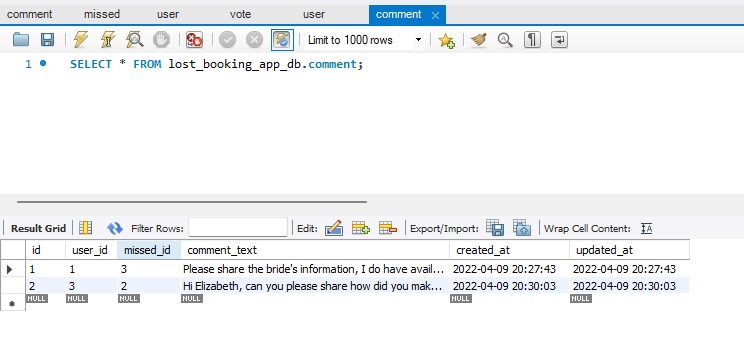 comment missed user vote user comment
Limit to 1000 rows
1 SELECT * FROM lost_booking_app_db.comment;
Result Grid Filter Rows: Edit: Export/Import: Wrap Cell Content:
id user_id missed_id comment_text created_at updated_at
1 1 3 Please share the bride's information, I do have avail... 2022-04-09 20:27:43 2022-04-09 20:27:43
2 3 2 Hi Elizabeth, can you please share how did you mak... 2022-04-09 20:30:03 2022-04-09 20:30:03
NULL NULL NULL NULL NULL NULL